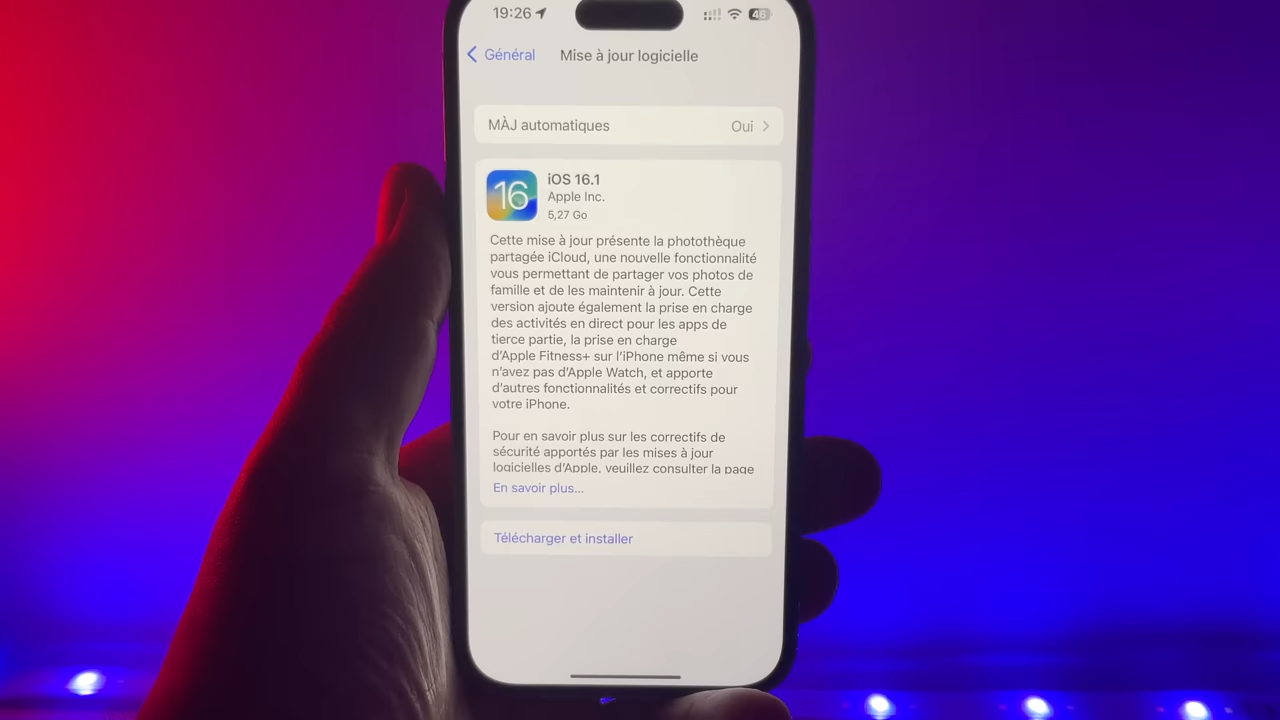 19:26
46
Général
Mise à jour logicielle
MÀJ automatiques
Oui
16
iOS 16.1
Apple Inc.
5,27 Go
Cette mise à jour présente la photothèque
partagée iCloud, une nouvelle fonctionnalité
vous permettant de partager vos photos de
famille et de les maintenir à jour. Cette
version ajoute également la prise en charge
des activités en direct pour les apps de
tierce partie, la prise en charge
d’Apple Fitness+ sur l’iPhone même si vous
n’avez pas d’Apple Watch, et apporte
d’autres fonctionnalités et correctifs pour
votre iPhone.
Pour en savoir plus sur les correctifs de
sécurité apportés par les mises à jour
logicielles d’Apple, veuillez consulter la page
En savoir plus...
Télécharger et installer